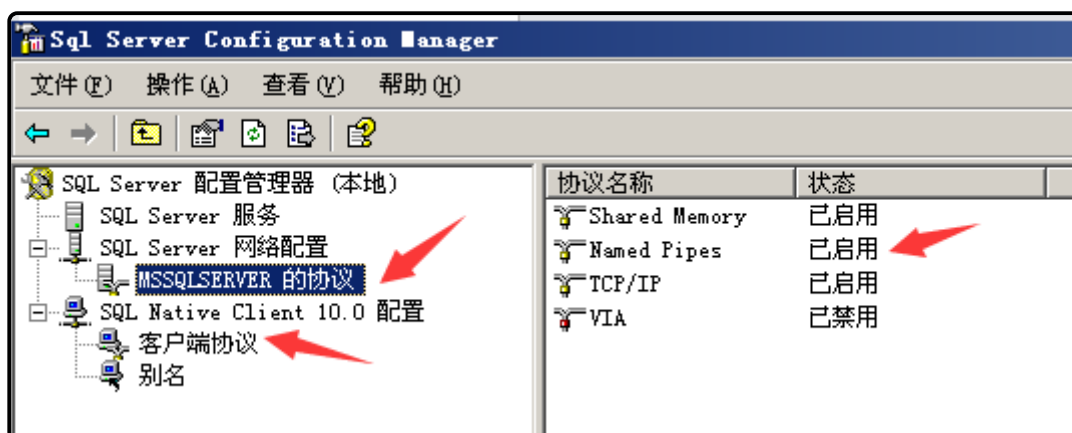 Sql Server Configuration Manager
文件(F) 操作(A) 查看(V) 帮助(H)
SQL Server 配置管理器 (本地)
SQL Server 服务
SQL Server 网络配置
MSSQLSERVER 的协议
SQL Native Client 10.0 配置
客户端协议
别名
协议名称 状态
Shared Memory 已启用
Named Pipes 已启用
TCP/IP 已启用
VIA 已禁用